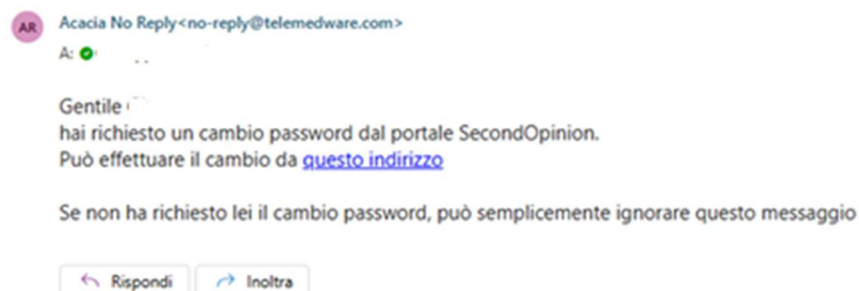 AR
Acacia No Reply<no-reply@telemedware.com>
A:
Gentile
hai richiesto un cambio password dal portale SecondOpinion.
Può effettuare il cambio da questo indirizzo
Se non ha richiesto lei il cambio password, può semplicemente ignorare questo messaggio
Rispondi
Inoltra